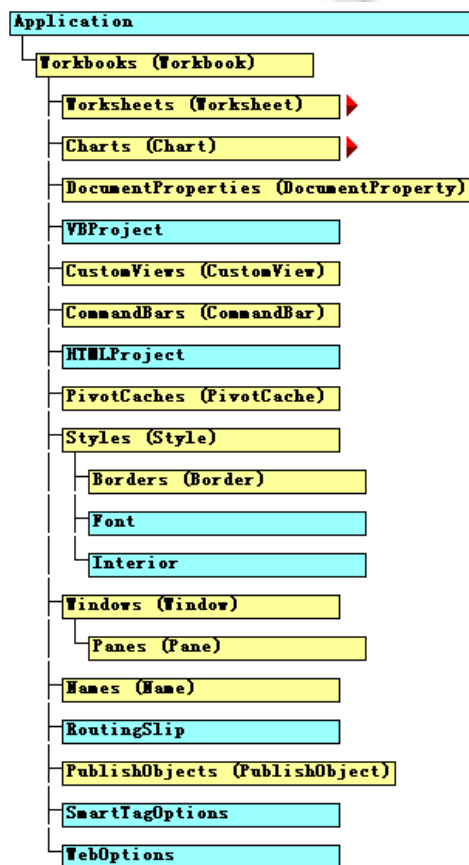 Application
Workbooks (Workbook)
Worksheets (Worksheet)
Charts (Chart)
DocumentProperties (DocumentProperty)
VBProject
CustomViews (CustomView)
CommandBars (CommandBar)
HTMLProject
PivotCaches (PivotCache)
Styles (Style)
Borders (Border)
Font
Interior
Windows (Window)
Panes (Pane)
Names (Name)
RoutingSlip
PublishObjects (PublishObject)
SmartTagOptions
WebOptions